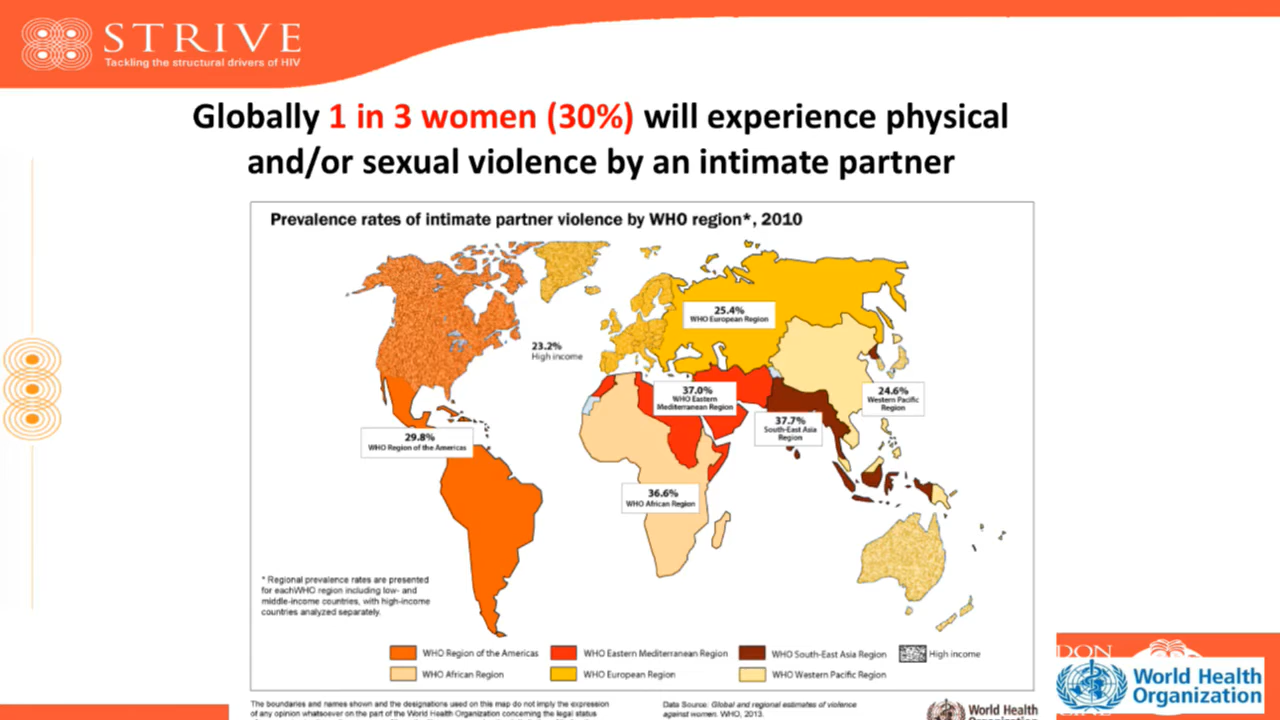 STRIVE
Tackling the structural drivers of HIV
Globally 1 in 3 women (30%) will experience physical
and/or sexual violence by an intimate partner
Prevalence rates of intimate partner violence by WHO region*, 2010
25.4%
WHO European Region
23.2%
High income
37.0%
WHO Eastern
Mediterranean Region
24.6%
Western Pacific
Region
37.7%
South-East Asia
Region
29.8%
WHO Region of the Americas
36.6%
WHO African Region
* Regional prevalence rates are presented
for eachWHO region including low- and
middle-income countries, with high-income
countries analyzed separately.
WHO Region of the Americas
WHO Eastern Mediterranean Region
WHO South-East Asia Region
High income
WHO African Region
WHO European Region
WHO Western Pacific Region
The boundaries and names shown and the designations used on this map do not imply the expression
of any opinion whatsoever on the part of the World Health Organization concerning the legal status
Data Source: Global and regional estimates of violence
against women. WHO, 2013.
World Health
DON
World Health
Organization